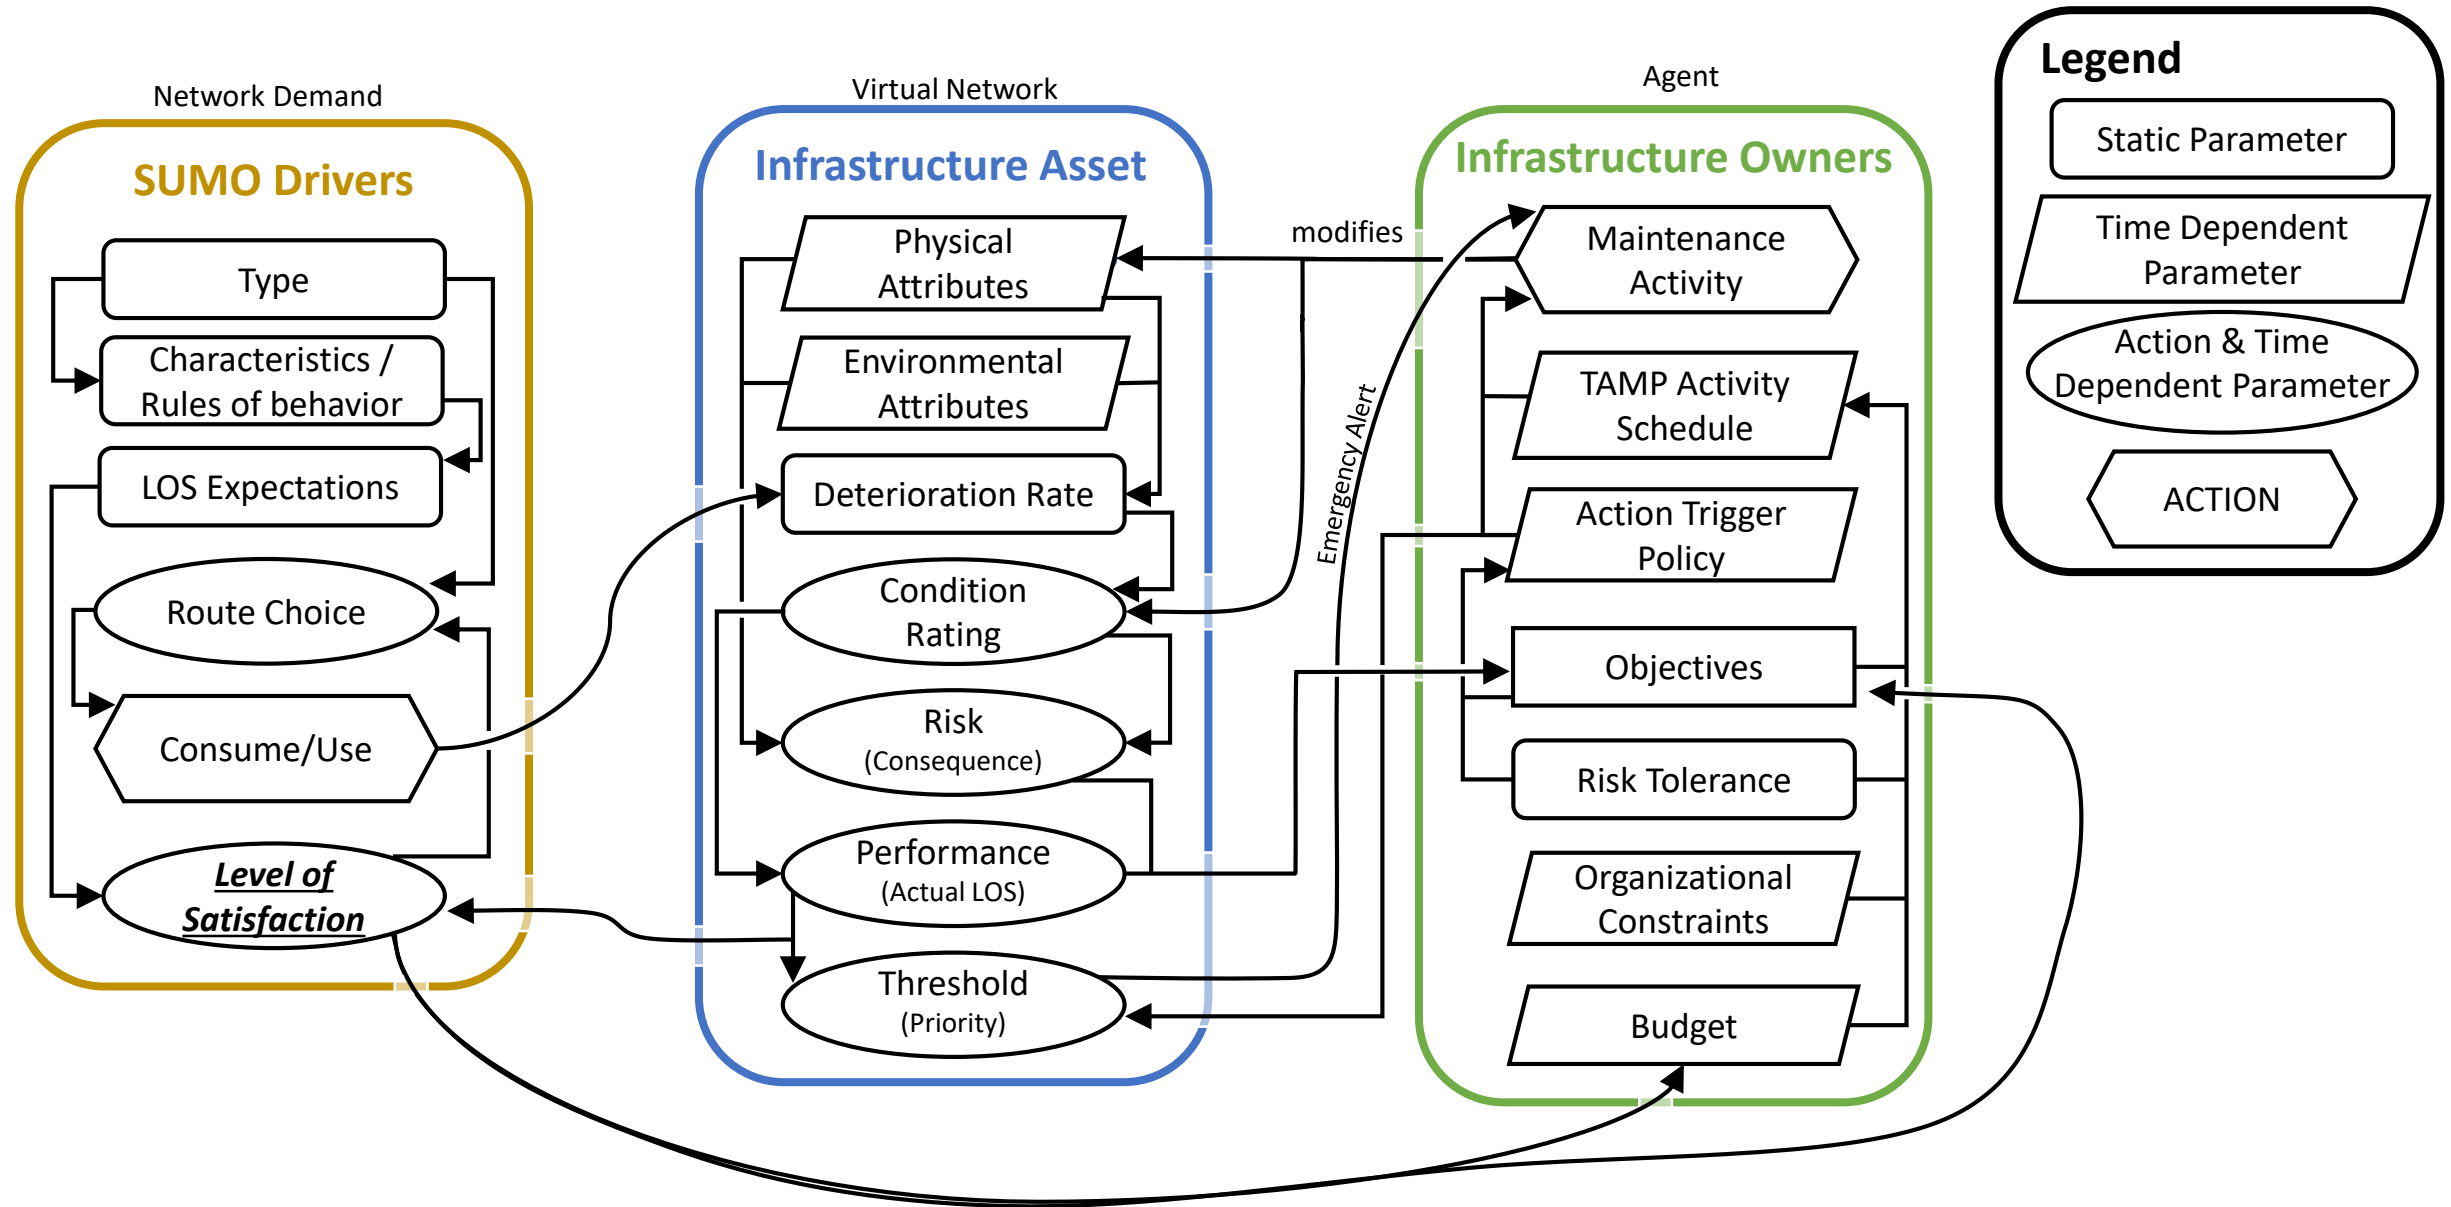 Network Demand
SUMO Drivers
Type
Characteristics /
Rules of behavior
LOS Expectations
Route Choice
Consume/Use
Level of
Satisfaction
Virtual Network
Infrastructure Asset
Physical
Attributes
Environmental
Attributes
Deterioration Rate
Condition
Rating
Risk
(Consequence)
Performance
(Actual LOS)
Threshold
(Priority)
modifies
Emergency Alert
Agent
Infrastructure Owners
Maintenance
Activity
TAMP Activity
Schedule
Action Trigger
Policy
Objectives
Risk Tolerance
Organizational
Constraints
Budget
Legend
Static Parameter
Time Dependent
Parameter
Action & Time
Dependent Parameter
ACTION